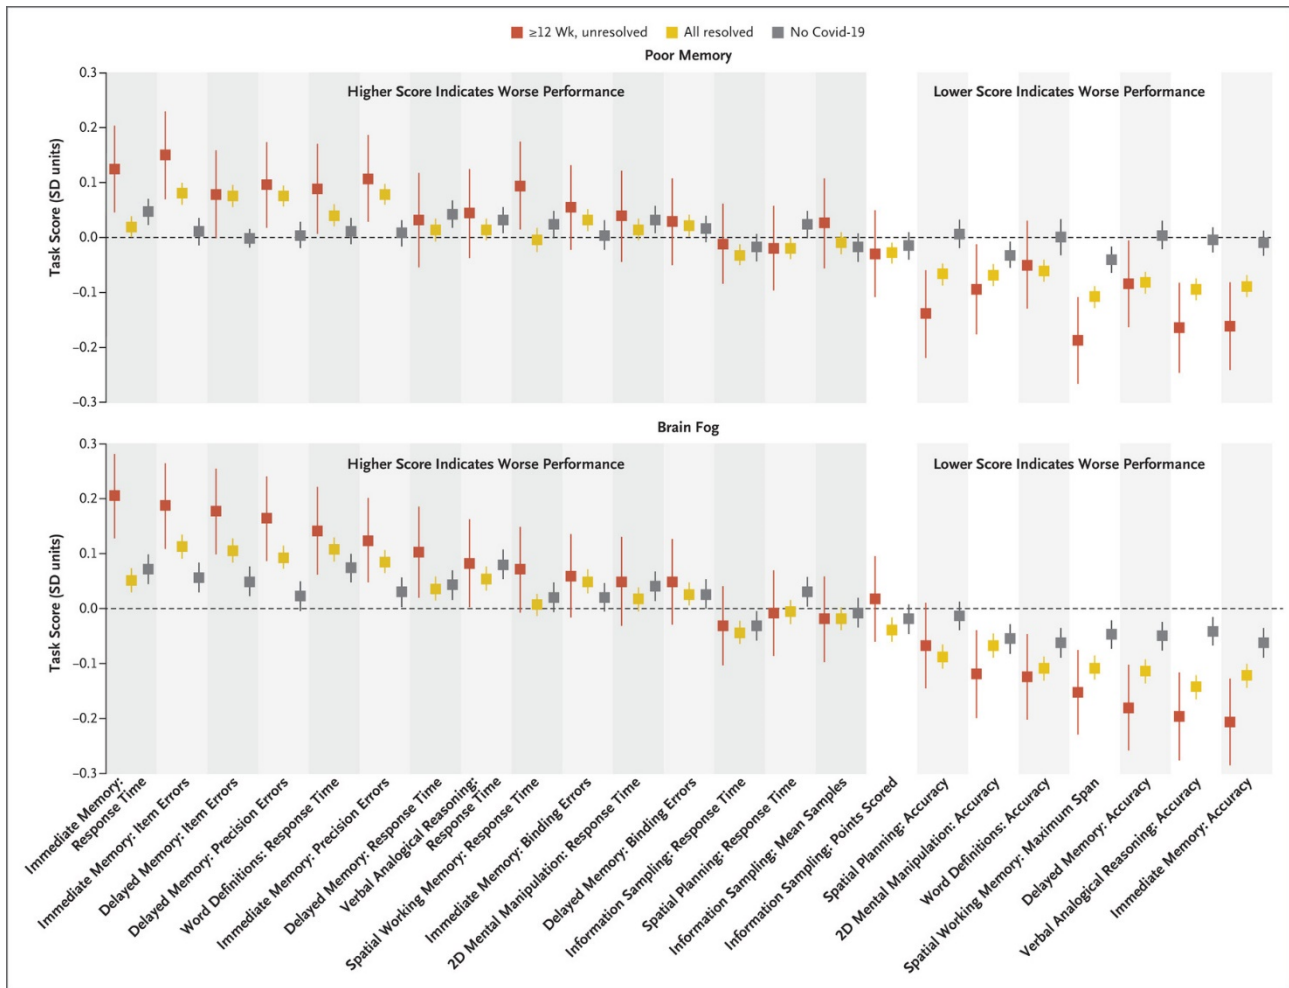 ≥12 Wk, unresolved All resolved No Covid-19
Poor Memory
Higher Score Indicates Worse Performance Lower Score Indicates Worse Performance
Task Score (SD units)
0.3
0.2
0.1
0.0
−0.1
−0.2
−0.3
Brain Fog
Higher Score Indicates Worse Performance Lower Score Indicates Worse Performance
Task Score (SD units)
0.3
0.2
0.1
0.0
−0.1
−0.2
−0.3
Immediate Memory:
Response Time
Immediate Memory: Item Errors
Delayed Memory: Item Errors
Delayed Memory: Precision Errors
Word Definitions: Response Time
Immediate Memory: Precision Errors
Delayed Memory: Response Time
Verbal Analogical Reasoning:
Response Time
Spatial Working Memory: Response Time
Immediate Memory: Binding Errors
2D Mental Manipulation: Response Time
Delayed Memory: Binding Errors
Information Sampling: Response Time
Spatial Planning: Response Time
Information Sampling: Mean Samples
Information Sampling: Points Scored
Spatial Planning: Accuracy
2D Mental Manipulation: Accuracy
Word Definitions: Accuracy
Spatial Working Memory: Maximum Span
Delayed Memory: Accuracy
Verbal Analogical Reasoning: Accuracy
Immediate Memory: Accuracy